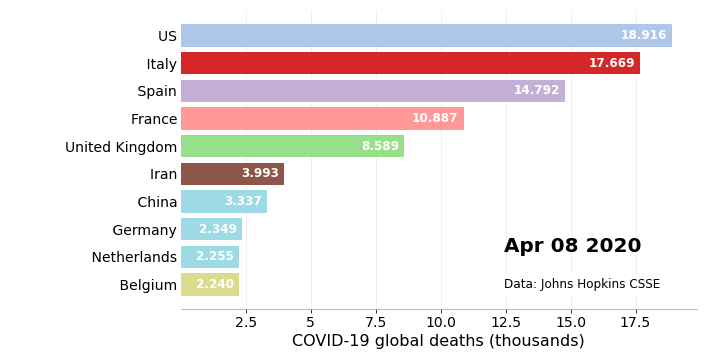 US 18.916
Italy 17.669
Spain 14.792
France 10.887
United Kingdom 8.589
Iran 3.993
China 3.337
Germany 2.349
Netherlands 2.255
Belgium 2.240
Apr 08 2020
Data: Johns Hopkins CSSE
2.5 5 7.5 10.0 12.5 15.0 17.5
COVID-19 global deaths (thousands)